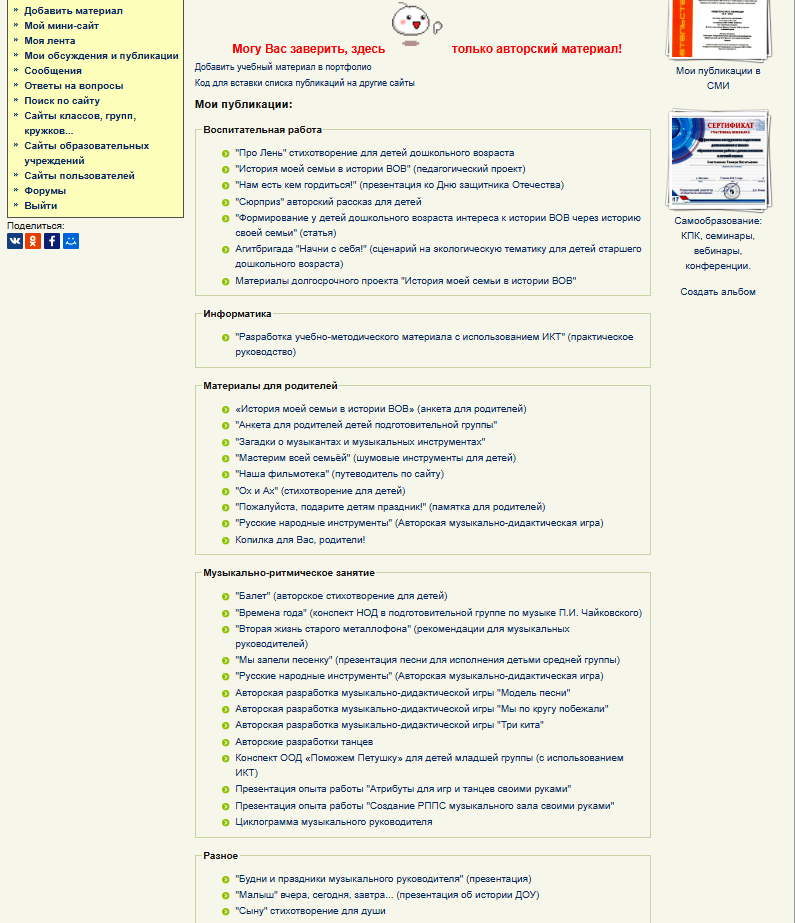 Добавить материал
Мой мини-сайт
Моя лента
Мои обсуждения и публикации
Сообщения
Ответы на вопросы
Поиск по сайту
Сайты классов, групп,
кружков...
Сайты образовательных
учреждений
Сайты пользователей
Форумы
Выйти
Поделиться:
Могу Вас заверить, здесь только авторский материал!
Добавить учебный материал в портфолио
Код для вставки списка публикаций на другие сайты
Мои публикации:
Воспитательная работа
"Про Лень" стихотворение для детей дошкольного возраста
"История моей семьи в истории ВОВ" (педагогический проект)
"Нам есть кем гордиться!" (презентация ко Дню защитника Отечества)
"Сюрприз" авторский рассказ для детей
"Формирование у детей дошкольного возраста интереса к истории ВОВ через историю
своей семьи" (статья)
Агитбригада "Начни с себя!" (сценарий на экологическую тематику для детей старшего
дошкольного возраста)
Материалы долгосрочного проекта "История моей семьи в истории ВОВ"
Информатика
"Разработка учебно-методического материала с использованием ИКТ" (практическое
руководство)
Материалы для родителей
«История моей семьи в истории ВОВ» (анкета для родителей)
"Анкета для родителей детей подготовительной группы"
"Загадки о музыкантах и музыкальных инструментах"
"Мастерим всей семьёй" (шумовые инструменты для детей)
"Наша фильмотека" (путеводитель по сайту)
"Ох и Ах" (стихотворение для детей)
"Пожалуйста, подарите детям праздник!" (памятка для родителей)
"Русские народные инструменты" (Авторская музыкально-дидактическая игра)
Копилка для Вас, родители!
Музыкально-ритмическое занятие
"Балет" (авторское стихотворение для детей)
"Времена года" (конспект НОД в подготовительной группе по музыке П.И. Чайковского)
"Вторая жизнь старого металлофона" (рекомендации для музыкальных
руководителей)
"Мы запели песенку" (презентация песни для исполнения детьми средней группы)
"Русские народные инструменты" (Авторская музыкально-дидактическая игра)
Авторская разработка музыкально-дидактической игры "Модель песни"
Авторская разработка музыкально-дидактической игры "Мы по кругу побежали"
Авторская разработка музыкально-дидактической игры "Три кита"
Авторские разработки танцев
Конспект ООД «Поможем Петушку» для детей младшей группы (с использованием
ИКТ)
Презентация опыта работы "Атрибуты для игр и танцев своими руками"
Презентация опыта работы "Создание РППС музыкального зала своими руками"
Циклограмма музыкального руководителя
Разное
"Будни и праздники музыкального руководителя" (презентация)
"Малыш" вчера, сегодня, завтра... (презентация об истории ДОУ)
"Сыну" стихотворение для души
Мои публикации в
СМИ
СЕРТИФИКАТ
Самообразование:
КПК, семинары,
вебинары,
конференции.
Создать альбом